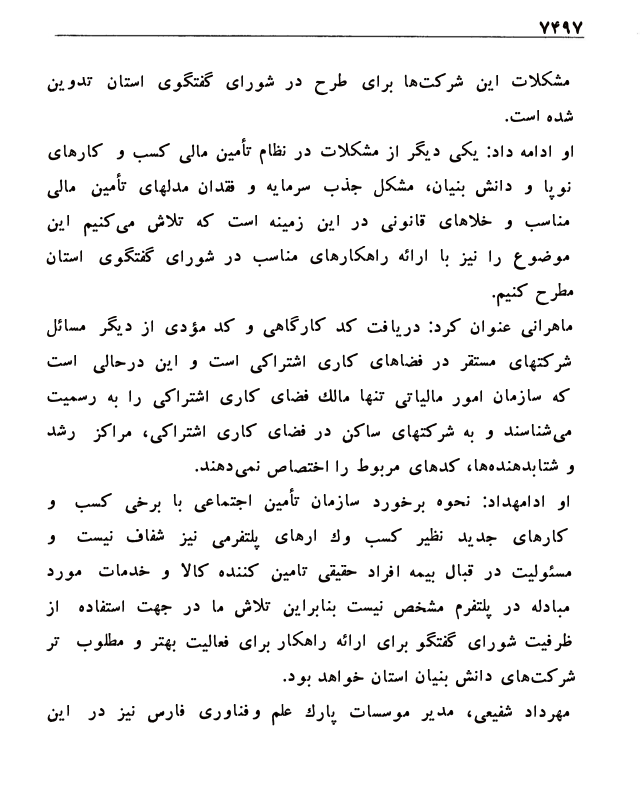 ۷۴۹۷
مشکلات این شرکت‌ها برای طرح در شورای گفتگوی استان تدوین
شده است.
او ادامه داد: یکی دیگر از مشکلات در نظام تأمین مالی کسب و کارهای
نوپا و دانش بنیان، مشکل جذب سرمایه و فقدان مدلهای تأمین مالی
مناسب و خلاهای قانونی در این زمینه است که تلاش می‌کنیم این
موضوع را نیز با ارائه راهکارهای مناسب در شورای گفتگوی استان
مطرح کنیم.
ماهرانی عنوان کرد: دریافت کد کارگاهی و کد مؤدی از دیگر مسائل
شرکتهای مستقر در فضاهای کاری اشتراکی است و این درحالی است
که سازمان امور مالیاتی تنها مالك فضای کاری اشتراکی را به رسمیت
می‌شناسند و به شرکتهای ساکن در فضای کاری اشتراکی، مراکز رشد
و شتابدهنده‌ها، کدهای مربوط را اختصاص نمی‌دهند.
او ادامهداد: نحوه برخورد سازمان تأمین اجتماعی با برخی کسب و
کارهای جدید نظیر کسب وك ارهای پلتفرمی نیز شفاف نیست و
مسئولیت در قبال بیمه افراد حقیقی تامین کننده کالا و خدمات مورد
مبادله در پلتفرم مشخص نیست بنابراین تلاش ما در جهت استفاده از
ظرفیت شورای گفتگو برای ارائه راهکار برای فعالیت بهتر و مطلوب تر
شرکت‌های دانش بنیان استان خواهد بود.
مهرداد شفیعی، مدیر موسسات پارك علم وفناوری فارس نیز در این